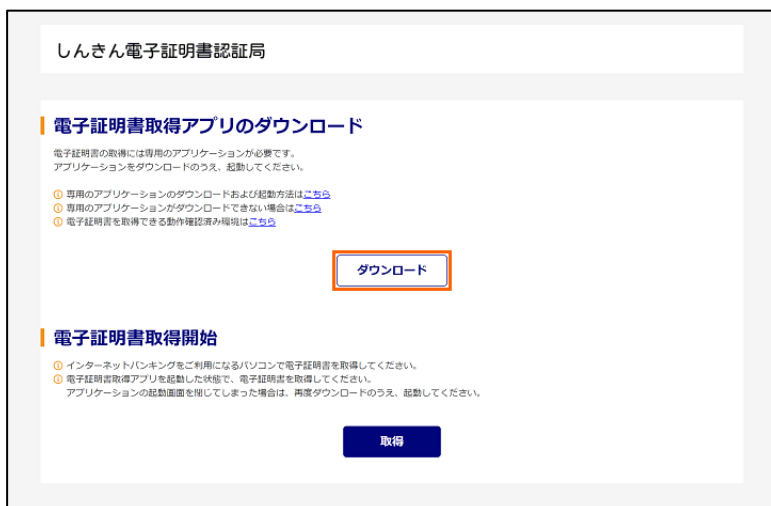 しんきん電子証明書認証局
電子証明書取得アプリのダウンロード
電子証明書の取得には専用のアプリケーションが必要です。
アプリケーションをダウンロードのうえ、起動してください。
専用のアプリケーションのダウンロードおよび起動方法はこちら
専用のアプリケーションがダウンロードできない場合はこちら
電子証明書を取得できる動作確認済み環境はこちら
ダウンロード
電子証明書取得開始
インターネットバンキングをご利用になるパソコンで電子証明書を取得してください。
電子証明書取得アプリを起動した状態で、電子証明書を取得してください。
アプリケーションの起動画面を閉じてしまった場合は、再度ダウンロードのうえ、起動してください。
取得